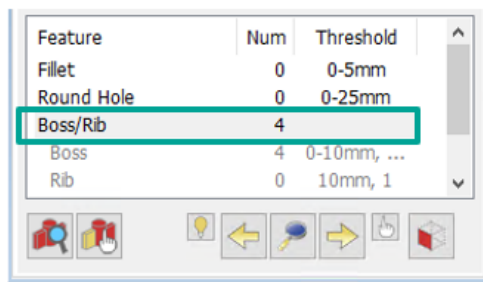 Feature Num Threshold
Fillet 0 0-5mm
Round Hole 0 0-25mm
Boss/Rib 4
Boss 4 0-10mm, ...
Rib 0 10mm, 1